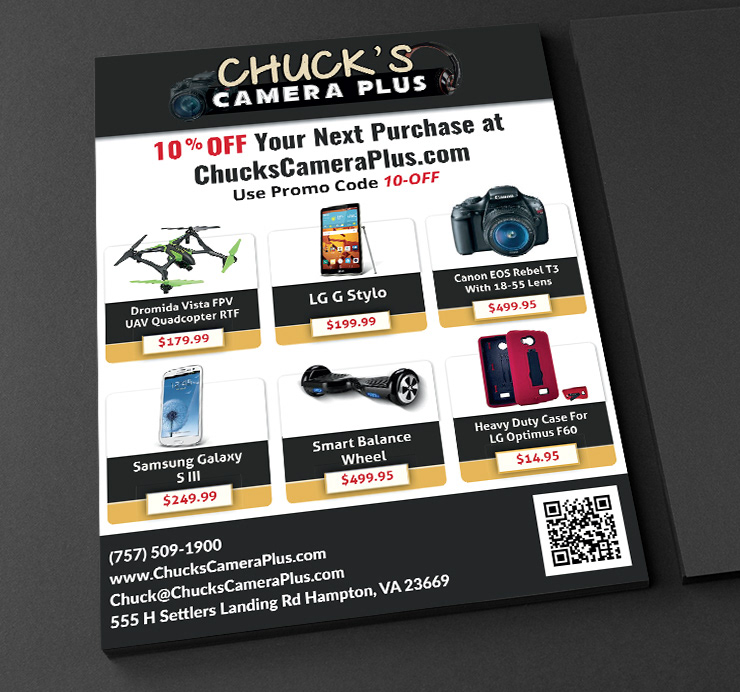 CHUCK'S
CAMERA PLUS
10% OFF Your Next Purchase at
ChucksCameraPlus.com
Use Promo Code 10-OFF
Dromida Vista FPV
UAV Quadcopter RTF
$179.99
LG G Stylo
$199.99
Canon
Canon EOS Rebel T3
With 18-55 Lens
$499.95
Samsung Galaxy
S III
$249.99
Smart Balance
Wheel
$499.95
Heavy Duty Case For
LG Optimus F60
$14.95
(757) 509-1900
www.ChucksCameraPlus.com
Chuck@ChucksCameraPlus.com
555 H Settlers Landing Rd Hampton, VA 23669